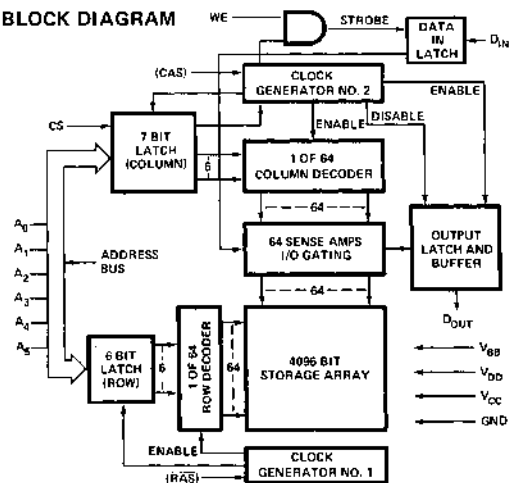 BLOCK DIAGRAM
WE
STROBE
DATA
IN
LATCH
DIN
(CAS)
CLOCK
GENERATOR NO. 2
ENABLE
DISABLE
ENABLE
CS
7 BIT
LATCH
(COLUMN)
6
1 OF 64
COLUMN DECODER
64
64 SENSE AMPS
I/O GATING
OUTPUT
LATCH AND
BUFFER
A0
A1
A2
A3
A4
A5
ADDRESS
BUS
64
DOUT
6 BIT
LATCH
(ROW)
6
1 OF 64
ROW DECODER
64
4096 BIT
STORAGE ARRAY
VBB
VDD
VCC
GND
ENABLE
(RAS)
CLOCK
GENERATOR NO. 1